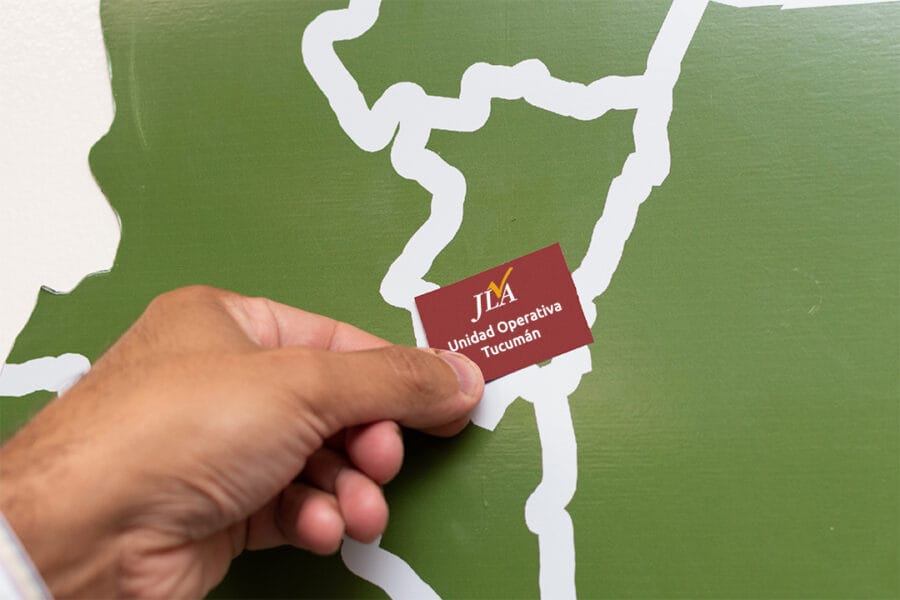 JLA
Unidad Operativa
Tucumán